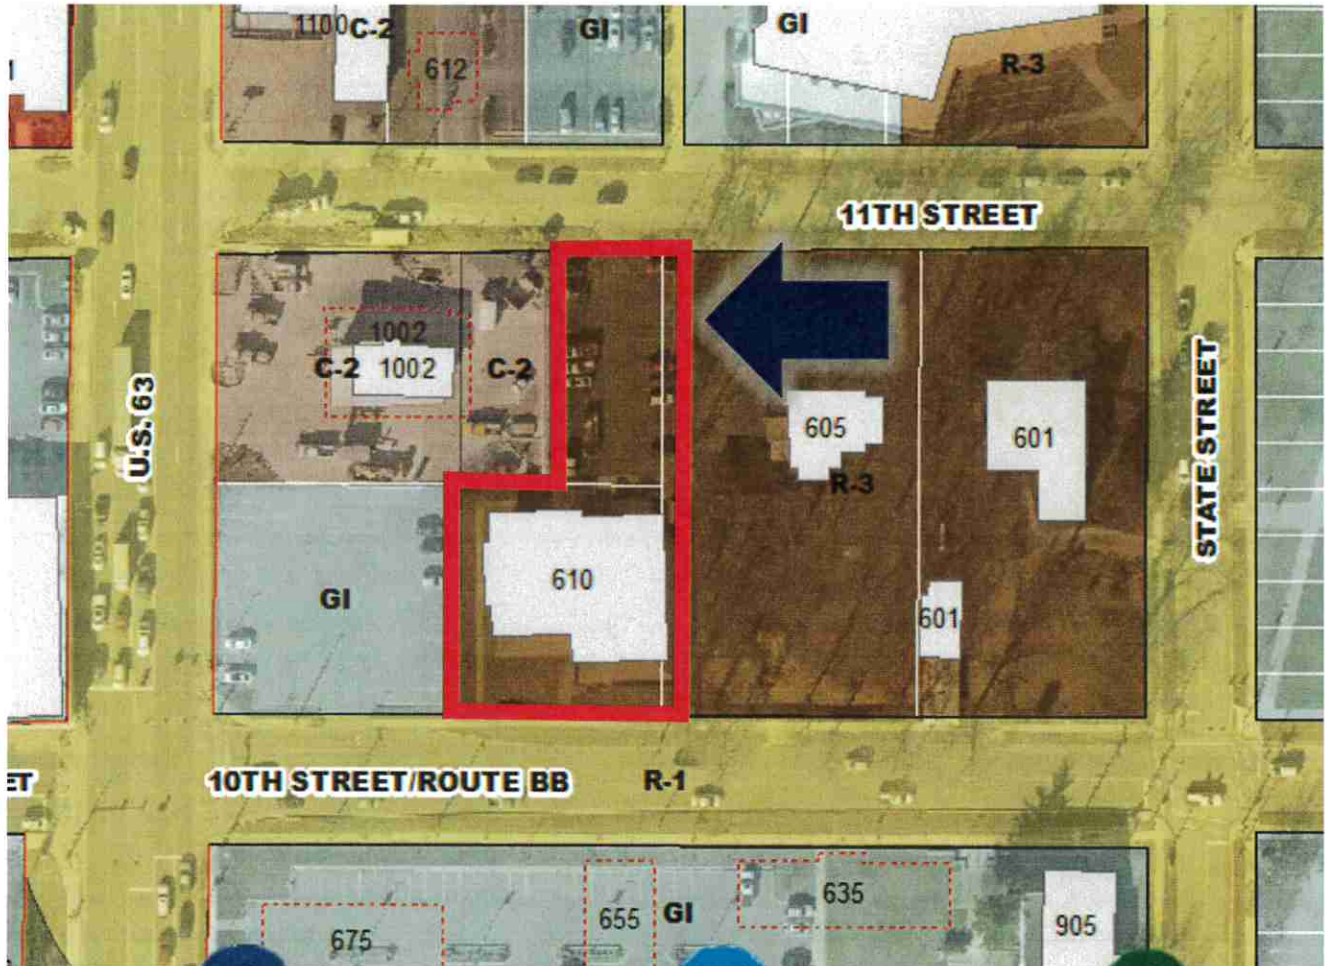 1100
C-2
GI
GI
612
R-3
11TH STREET
1002
C-2
1002
C-2
U.S. 63
605
601
R-3
STATE STREET
610
GI
601
ET
10TH STREET/ROUTE BB
R-1
635
655
GI
675
905